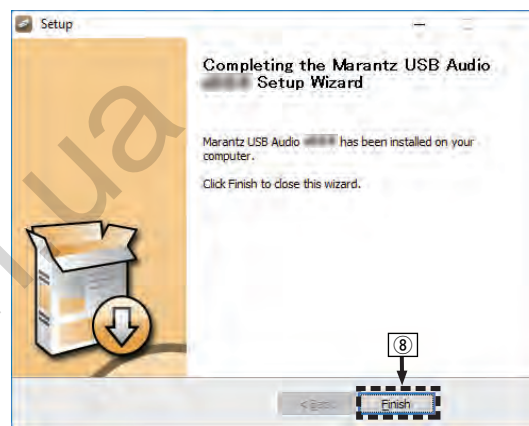 Setup
Completing the Marantz USB Audio
Setup Wizard
Marantz USB Audio has been installed on your
computer.
Click Finish to close this wizard.
⑧
Finish
ua